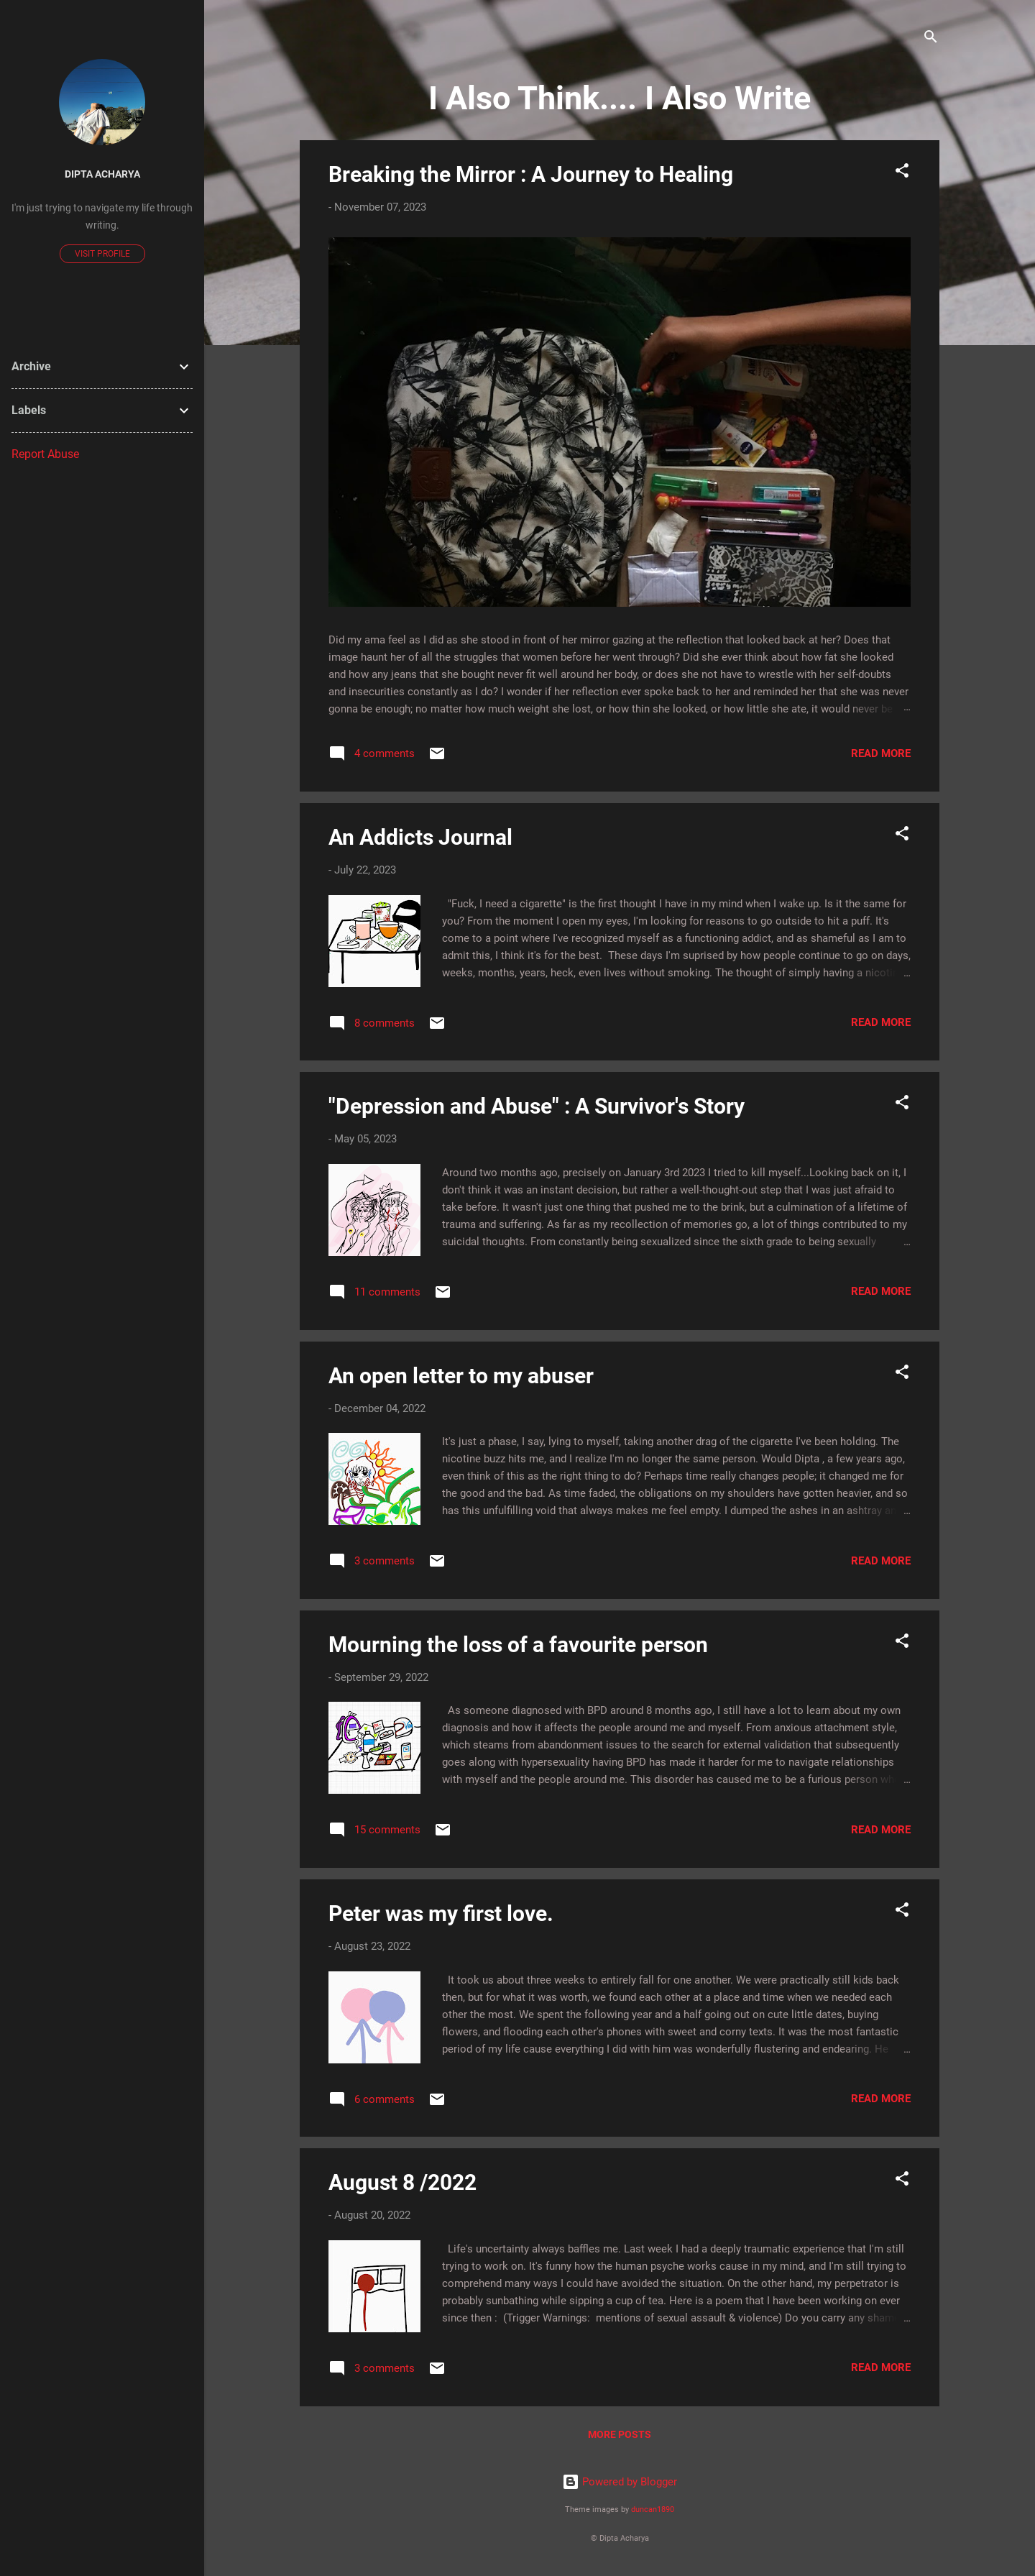 DIPTA ACHARYA
I'm just trying to navigate my life through
writing.
VISIT PROFILE
Archive
Labels
Report Abuse
I Also Think.... I Also Write
Breaking the Mirror : A Journey to Healing
- November 07, 2023
Did my ama feel as I did as she stood in front of her mirror gazing at the reflection that looked back at her? Does that
image haunt her of all the struggles that women before her went through? Did she ever think about how fat she looked
and how any jeans that she bought never fit well around her body, or does she not have to wrestle with her self-doubts
and insecurities constantly as I do? I wonder if her reflection ever spoke back to her and reminded her that she was never
gonna be enough; no matter how much weight she lost, or how thin she looked, or how little she ate, it would never be …
4 comments
READ MORE
An Addicts Journal
- July 22, 2023
"Fuck, I need a cigarette" is the first thought I have in my mind when I wake up. Is it the same for
you? From the moment I open my eyes, I'm looking for reasons to go outside to hit a puff. It's
come to a point where I've recognized myself as a functioning addict, and as shameful as I am to
admit this, I think it's for the best.  These days I'm suprised by how people continue to go on days,
weeks, months, years, heck, even lives without smoking. The thought of simply having a …
8 comments
READ MORE
"Depression and Abuse" : A Survivor's Story
- May 05, 2023
Around two months ago, precisely on January 3rd 2023 I tried to kill myself...Looking back on it, I
don't think it was an instant decision, but rather a well-thought-out step that I was just afraid to
take before. It wasn't just one thing that pushed me to the brink, but a culmination of a lifetime of
trauma and suffering. As far as my recollection of memories go, a lot of things contributed to my
suicidal thoughts. From constantly being sexualized since the sixth grade to being sexually …
11 comments
READ MORE
An open letter to my abuser
- December 04, 2022
It's just a phase, I say, lying to myself, taking another drag of the cigarette I've been holding. The
nicotine buzz hits me, and I realize I'm no longer the same person. Would Dipta , a few years ago,
even think of this as the right thing to do? Perhaps time really changes people; it changed me for
the good and the bad. As time faded, the obligations on my shoulders have gotten heavier, and so
has this unfulfilling void that always makes me feel empty. I dumped the ashes in an ashtray …
3 comments
READ MORE
Mourning the loss of a favourite person
- September 29, 2022
As someone diagnosed with BPD around 8 months ago, I still have a lot to learn about my own
diagnosis and how it affects the people around me and myself. From anxious attachment style,
which steams from abandonment issues to the search for external validation that subsequently
goes along with hypersexuality having BPD has made it harder for me to navigate relationships
with myself and the people around me. This disorder has caused me to be a furious person …
15 comments
READ MORE
Peter was my first love.
- August 23, 2022
It took us about three weeks to entirely fall for one another. We were practically still kids back
then, but for what it was worth, we found each other at a place and time when we needed each
other the most. We spent the following year and a half going out on cute little dates, buying
flowers, and flooding each other's phones with sweet and corny texts. It was the most fantastic
period of my life cause everything I did with him was wonderfully flustering and endearing. He …
6 comments
READ MORE
August 8 /2022
- August 20, 2022
Life's uncertainty always baffles me. Last week I had a deeply traumatic experience that I'm still
trying to work on. It's funny how the human psyche works cause in my mind, and I'm still trying to
comprehend many ways I could have avoided the situation. On the other hand, my perpetrator is
probably sunbathing while sipping a cup of tea. Here is a poem that I have been working on ever
since then :  (Trigger Warnings:  mentions of sexual assault & violence) Do you carry any …
3 comments
READ MORE
MORE POSTS
Powered by Blogger
Theme images by duncan1890
© Dipta Acharya